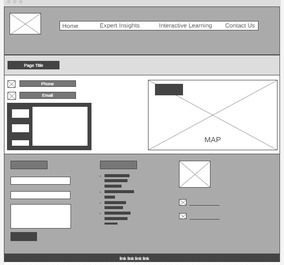 Home Expert Insights Interactive Learning Contact Us
Page Title
Phone
Email
MAP
link link link link